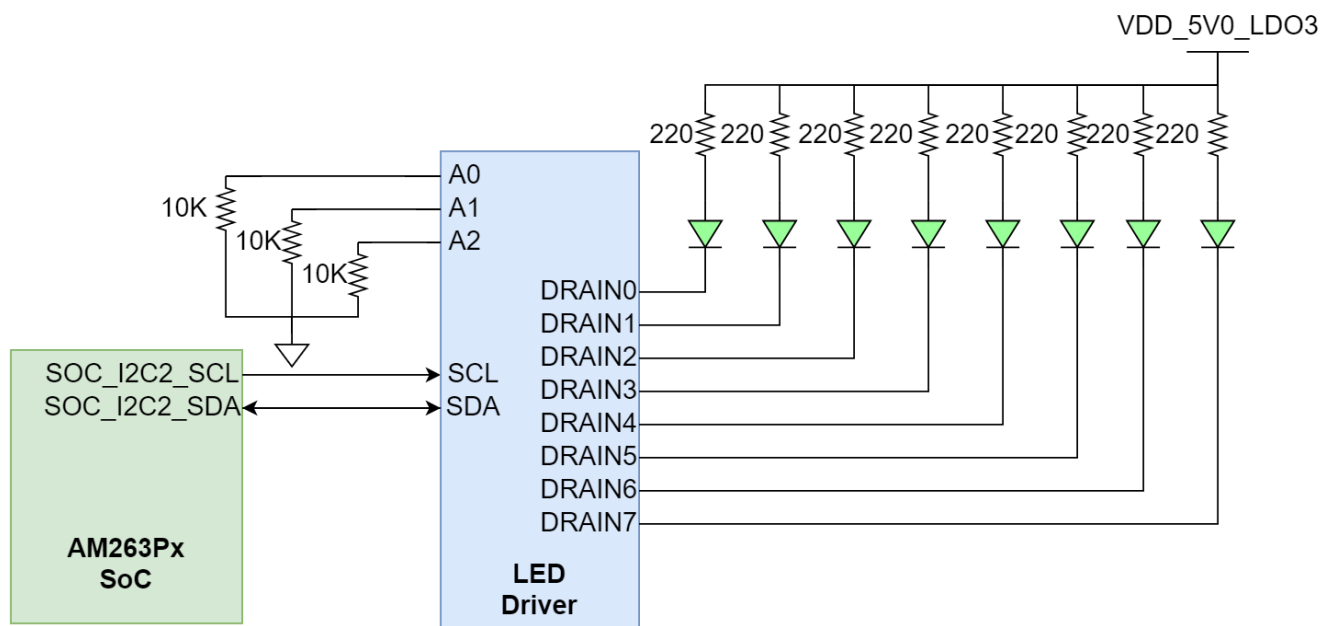 VDD_5V0_LDO3
220 220 220 220 220 220 220 220
A0
10K
A1
10K
A2
10K
DRAIN0
DRAIN1
DRAIN2
SOC_I2C2_SCL
SCL
DRAIN3
SOC_I2C2_SDA
SDA
DRAIN4
DRAIN5
DRAIN6
DRAIN7
AM263Px
SoC
LED
Driver